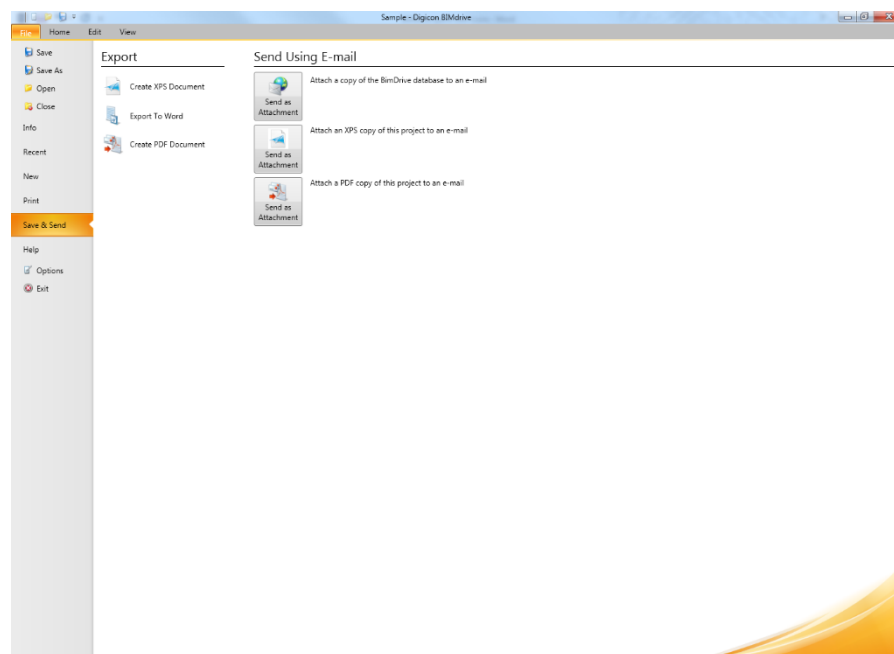 Sample - Digicon BIMdrive
File Home Edit View
Save
Save As
Open
Close
Info
Recent
New
Print
Save & Send
Help
Options
Exit
Export
Create XPS Document
Export To Word
Create PDF Document
Send Using E-mail
Send as
Attachment
Attach a copy of the BimDrive database to an e-mail
Send as
Attachment
Attach an XPS copy of this project to an e-mail
Send as
Attachment
Attach a PDF copy of this project to an e-mail